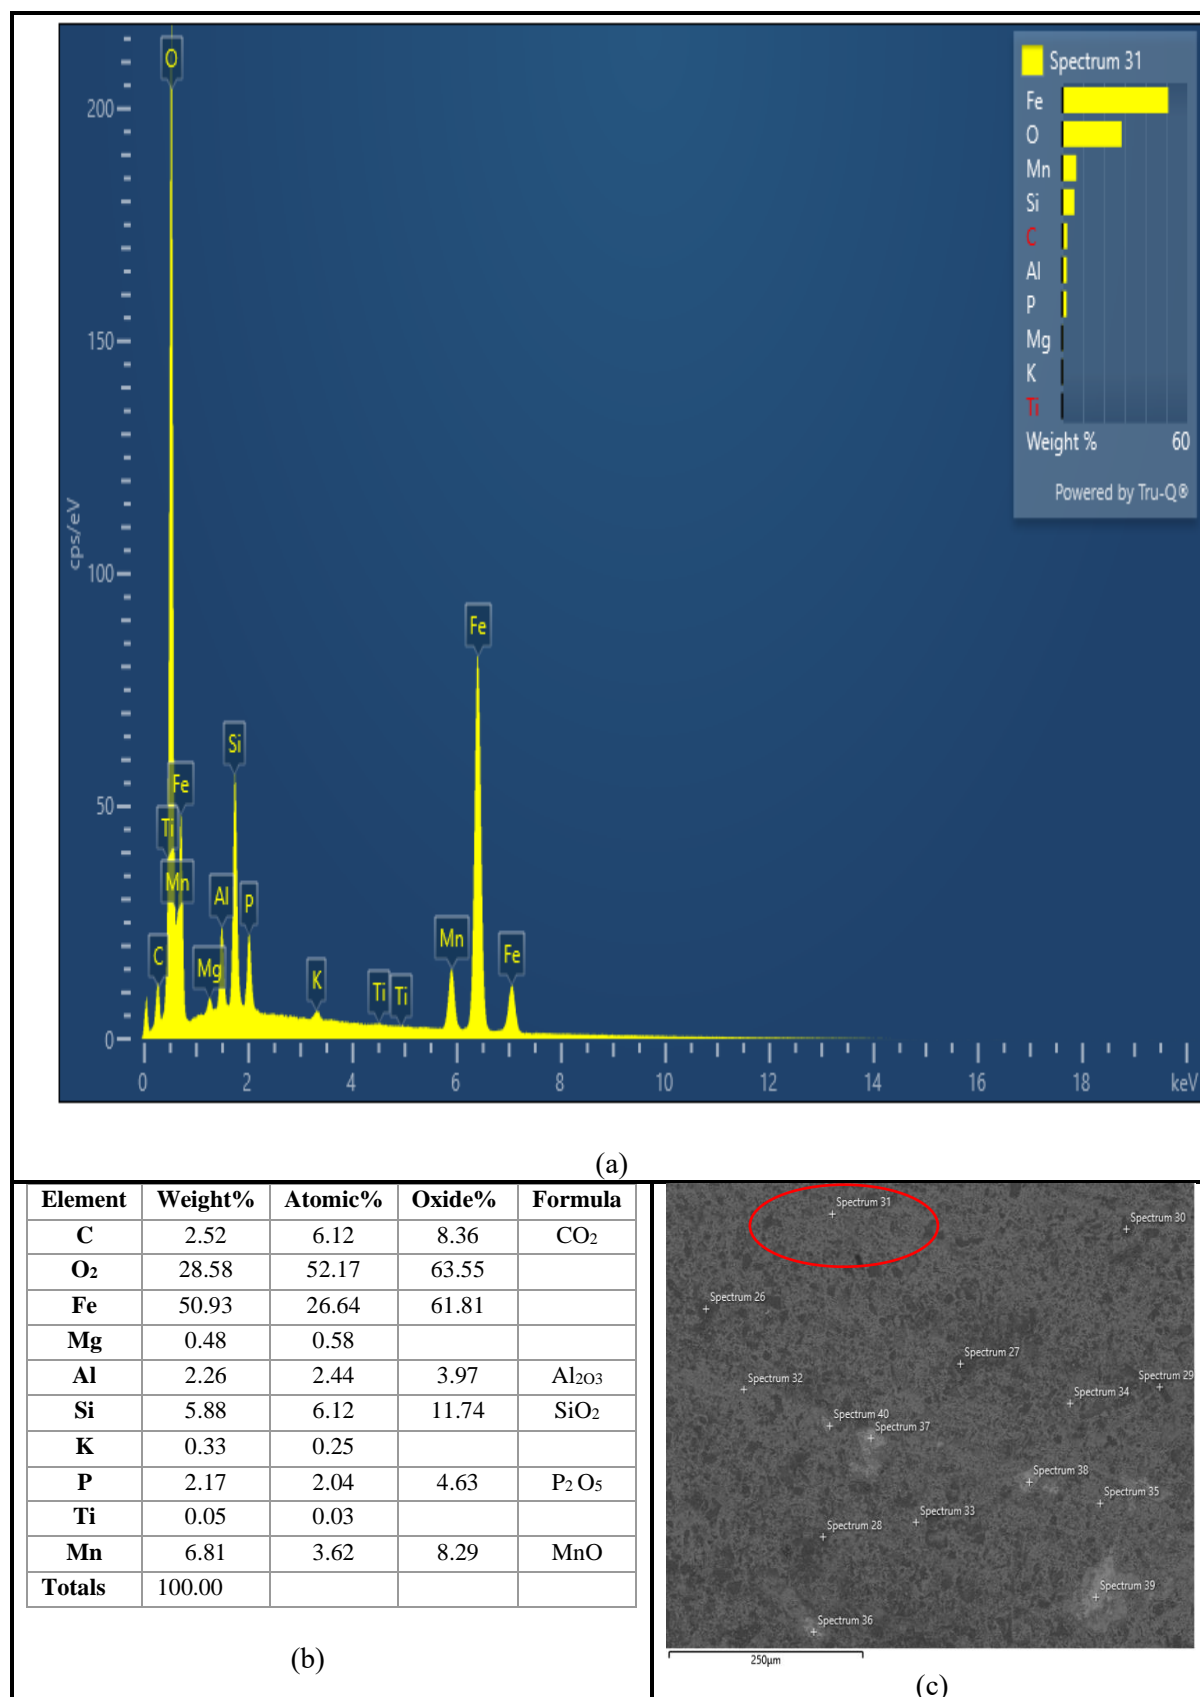 O
200
150
100
50
0
cps/eV
Fe
Ti
Mn
C
Mg
Al
Si
P
K
Ti
Ti
Mn
Fe
Fe
0 2 4 6 8 10 12 14 16 18 keV
Spectrum 31
Fe
O
Mn
Si
C
Al
P
Mg
K
Ti
Weight % 60
Powered by Tru-Q®
(a)
Element Weight% Atomic% Oxide% Formula
C 2.52 6.12 8.36 CO₂
O₂ 28.58 52.17 63.55
Fe 50.93 26.64 61.81
Mg 0.48 0.58
Al 2.26 2.44 3.97 Al₂O₃
Si 5.88 6.12 11.74 SiO₂
K 0.33 0.25
P 2.17 2.04 4.63 P₂ O₅
Ti 0.05 0.03
Mn 6.81 3.62 8.29 MnO
Totals 100.00
(b)
Spectrum 31
Spectrum 30
Spectrum 26
Spectrum 27
Spectrum 32
Spectrum 29
Spectrum 34
Spectrum 40
Spectrum 37
Spectrum 38
Spectrum 35
Spectrum 33
Spectrum 28
Spectrum 39
Spectrum 36
250µm
(c)